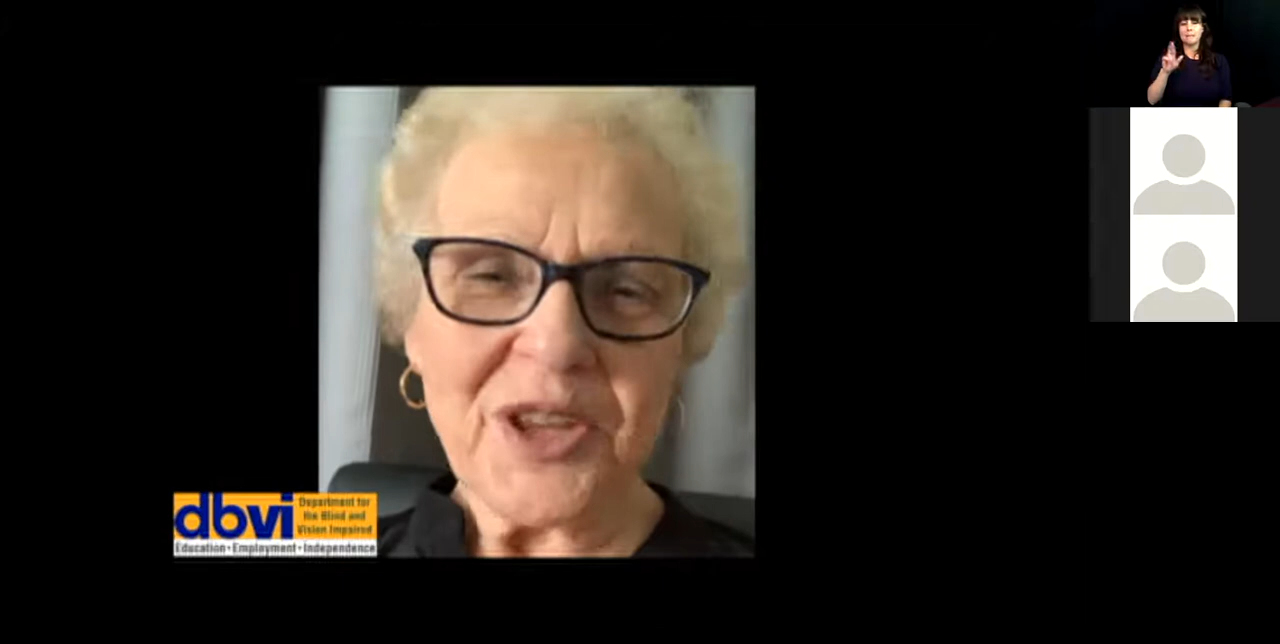 dbvi
Department for
the Blind and
Vision Impaired
Education • Employment • Independence